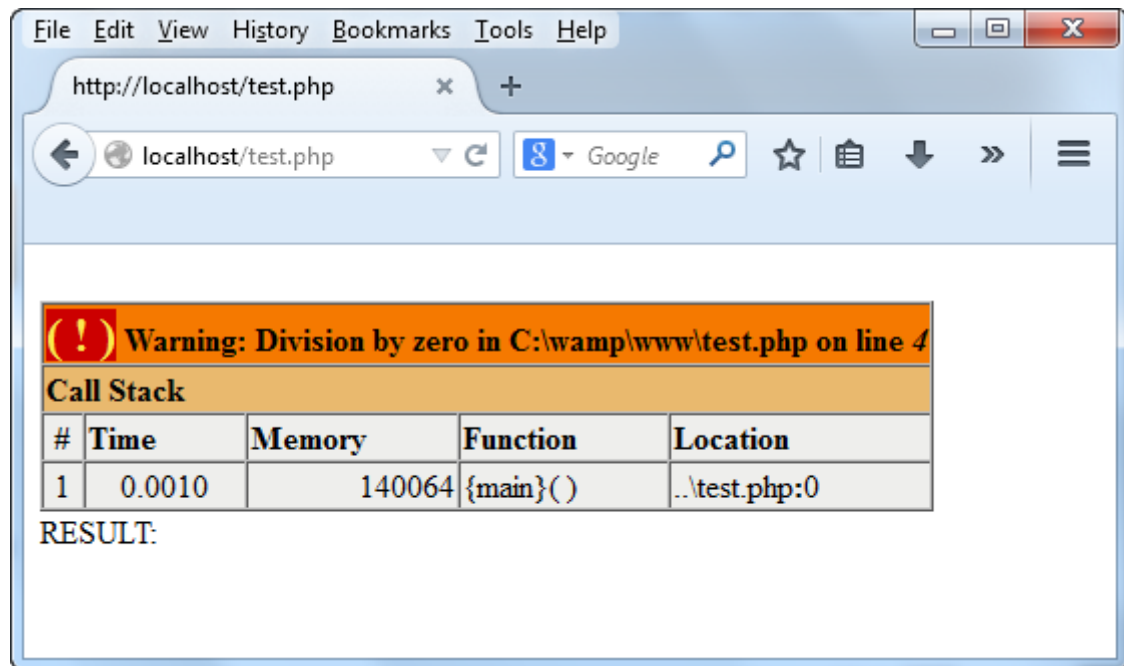 File Edit View History Bookmarks Tools Help
http://localhost/test.php
localhost/test.php Google
( ! ) Warning: Division by zero in C:\wamp\www\test.php on line 4
Call Stack
# Time Memory Function Location
1 0.0010 140064 {main}( ) ..\test.php:0
RESULT: